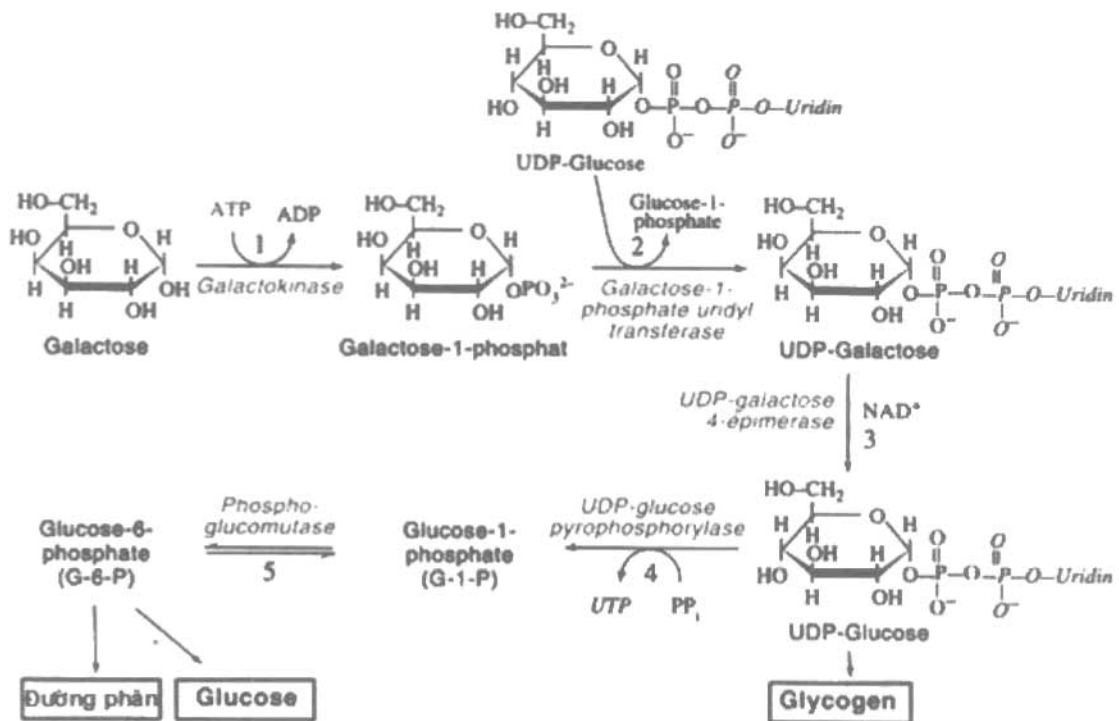 HO–CH₂
H
O
H
H
OH
H
HO
O–P–O–P–O–Uridin
O
O
H
OH
O⁻
O⁻
UDP-Glucose
HO–CH₂
HO
O
H
H
OH
H
H
OH
H
OH
Galactose
ATP
ADP
1
Galactokinase
HO–CH₂
HO
O
H
H
OH
H
H
OPO₃²⁻
H
OH
Galactose-1-phosphat
Glucose-1-
phosphate
2
Galactose-1-
phosphate uridyl
transferase
HO–CH₂
HO
O
H
H
OH
H
H
O–P–O–P–O–Uridin
O
O
H
OH
O⁻
O⁻
UDP-Galactose
UDP-galactose
4-épimerase
NAD⁺
3
Glucose-6-
phosphate
(G-6-P)
Phospho-
glucomutase
5
Glucose-1-
phosphate
(G-1-P)
UDP-glucose
pyrophosphorylase
4
UTP
PPᵢ
HO–CH₂
H
O
H
H
OH
H
HO
O–P–O–P–O–Uridin
O
O
H
OH
O⁻
O⁻
UDP-Glucose
Đường phân
Glucose
Glycogen